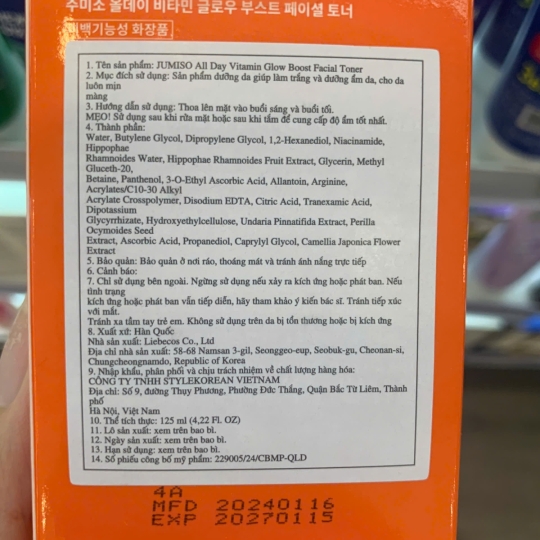 주미소 올데이 비타민 글로우 부스트 페이셜 토너
미백기능성 화장품
1. Tên sản phẩm: JUMISO All Day Vitamin Glow Boost Facial Toner
2. Mục đích sử dụng: Sản phẩm dưỡng da giúp làm trắng và dưỡng ẩm da, cho da
luôn mịn
màng
3. Hướng dẫn sử dụng: Thoa lên mặt vào buổi sáng và buổi tối.
MẸO! Sử dụng sau khi rửa mặt hoặc sau khi tắm để cung cấp độ ẩm tốt nhất.
4. Thành phần:
Water, Butylene Glycol, Dipropylene Glycol, 1,2-Hexanediol, Niacinamide,
Hippophae
Rhamnoides Water, Hippophae Rhamnoides Fruit Extract, Glycerin, Methyl
Gluceth-20,
Betaine, Panthenol, 3-O-Ethyl Ascorbic Acid, Allantoin, Arginine,
Acrylates/C10-30 Alkyl
Acrylate Crosspolymer, Disodium EDTA, Citric Acid, Tranexamic Acid,
Dipotassium
Glycyrrhizate, Hydroxyethylcellulose, Undaria Pinnatifida Extract, Perilla
Ocymoides Seed
Extract, Ascorbic Acid, Propanediol, Caprylyl Glycol, Camellia Japonica Flower
Extract
5. Bảo quản: Bảo quản ở nơi ráo, thoáng mát và tránh ánh nắng trực tiếp
6. Cảnh báo:
7. Chỉ sử dụng bên ngoài. Ngừng sử dụng nếu xảy ra kích ứng hoặc phát ban. Nếu
tình trạng
kích ứng hoặc phát ban vẫn tiếp diễn, hãy tham khảo ý kiến bác sĩ. Tránh tiếp xúc
với mắt.
Tránh xa tầm tay trẻ em. Không sử dụng trên da bị tổn thương hoặc bị kích ứng
8. Xuất xứ: Hàn Quốc
Nhà sản xuất: Liebecos Co., Ltd
Địa chỉ nhà sản xuất: 58-68 Namsan 3-gil, Seonggeo-eup, Seobuk-gu, Cheonan-si,
Chungcheongnamdo, Republic of Korea
9. Nhập khẩu, phân phối và chịu trách nhiệm về chất lượng hàng hóa:
CÔNG TY TNHH STYLEKOREAN VIETNAM
Địa chỉ: Số 9, đường Thụy Phương, Phường Đức Thắng, Quận Bắc Từ Liêm, Thành
phố
Hà Nội, Việt Nam
10. Thể tích thực: 125 ml (4,22 Fl. OZ)
11. Lô sản xuất: xem trên bao bì.
12. Ngày sản xuất: xem trên bao bì.
13. Hạn sử dụng: xem trên bao bì.
14. Số phiếu công bố mỹ phẩm: 229005/24/CBMP-QLD
4A
MFD 20240116
EXP 20270115